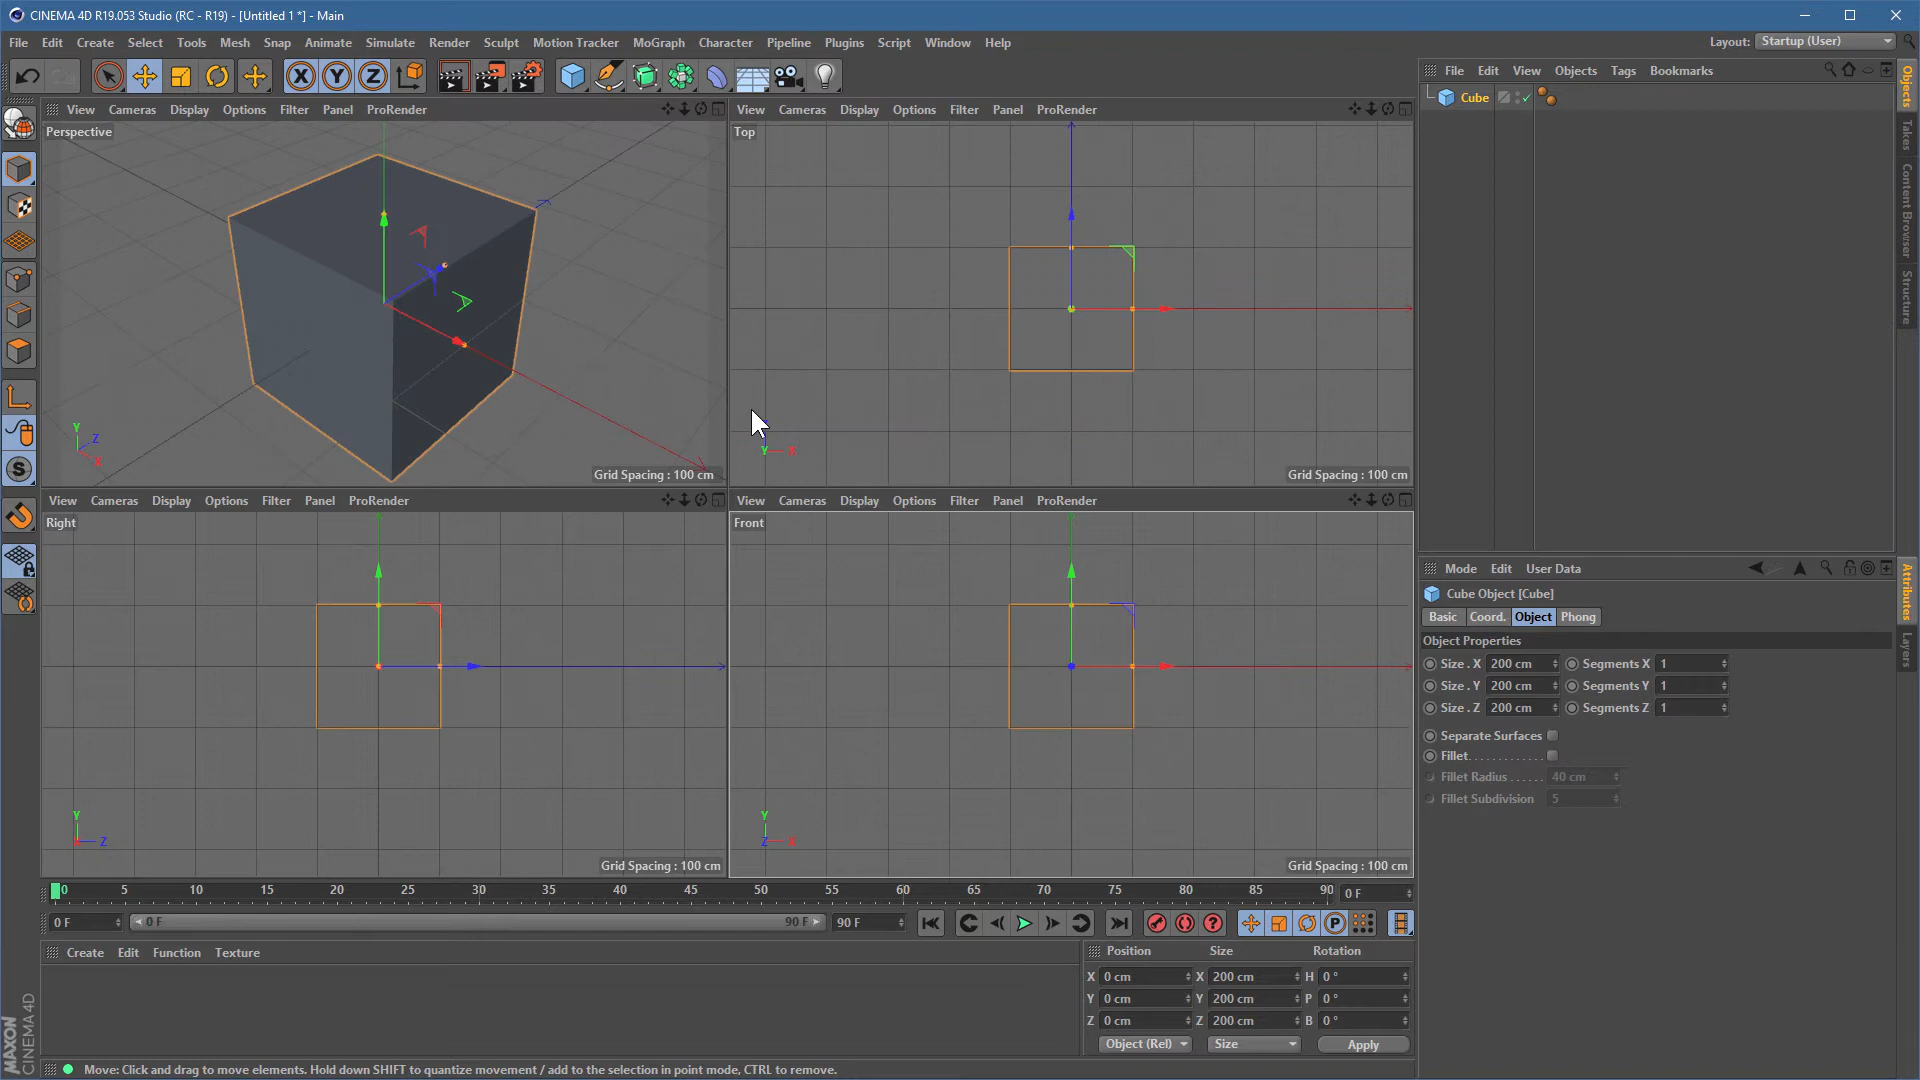 CINEMA 4D R19.053 Studio (RC - R19) - [Untitled 1 *] - Main
File Edit Create Select Tools Mesh Snap Animate Simulate Render Sculpt Motion Tracker MoGraph Character Pipeline Plugins Script Window Help
Layout: Startup (User)
X Y Z
File Edit View Objects Tags Bookmarks
Cube
Objects
Takes
Content Browser
Structure
View Cameras Display Options Filter Panel ProRender
Perspective
Y Z X
Grid Spacing : 100 cm
View Cameras Display Options Filter Panel ProRender
Top
Y X
Grid Spacing : 100 cm
S
View Cameras Display Options Filter Panel ProRender
Right
Y
X Z
Grid Spacing : 100 cm
View Cameras Display Options Filter Panel ProRender
Front
Y
Z X
Grid Spacing : 100 cm
Mode Edit User Data
Cube Object [Cube]
Basic Coord. Object Phong
Object Properties
Size . X 200 cm Segments X 1
Size . Y 200 cm Segments Y 1
Size . Z 200 cm Segments Z 1
Separate Surfaces
Fillet
Fillet Radius 40 cm
Fillet Subdivision 5
Attributes
Layers
0 5 10 15 20 25 30 35 40 45 50 55 60 65 70 75 80 85 90 0 F
0 F 0 F 90 F 90 F ? P
Create Edit Function Texture
Position Size Rotation
X 0 cm X 200 cm H 0 °
Y 0 cm Y 200 cm P 0 °
Z 0 cm Z 200 cm B 0 °
Object (Rel) Size Apply
MAXON
CINEMA 4D
Move: Click and drag to move elements. Hold down SHIFT to quantize movement / add to the selection in point mode, CTRL to remove.